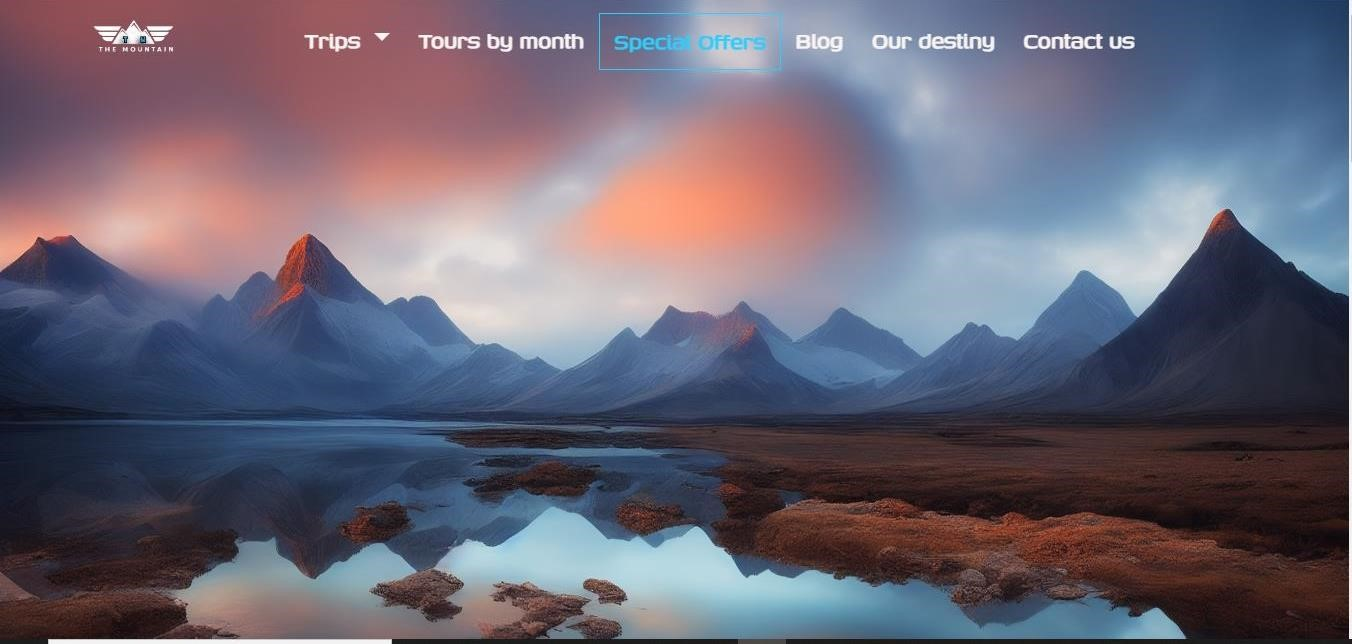 THE MOUNTAIN
Trips
Tours by month
Special Offers
Blog
Our destiny
Contact us